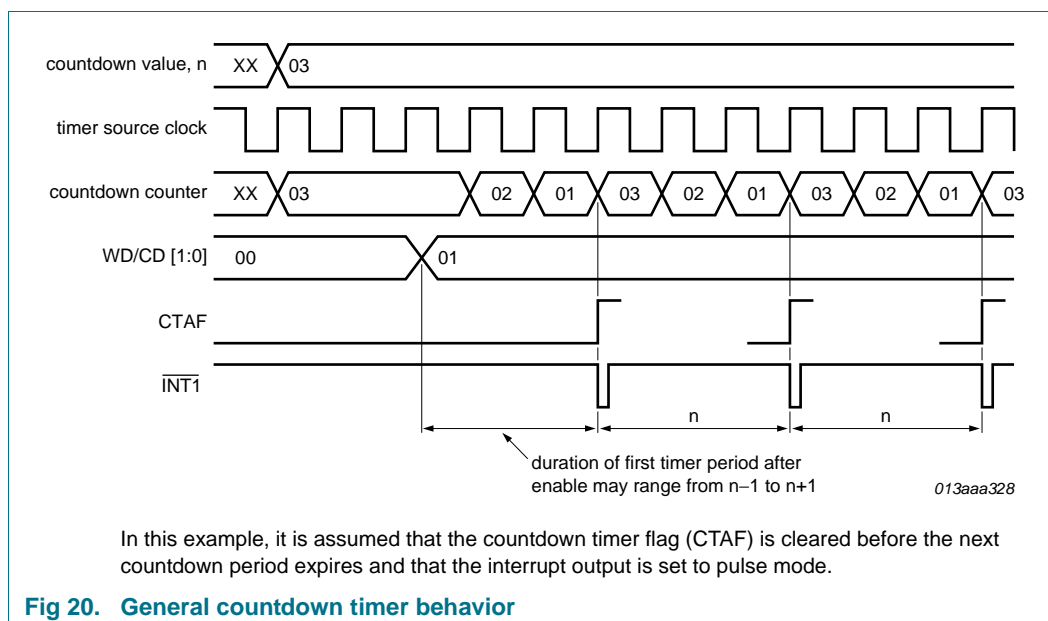 countdown value, n XX 03
timer source clock
countdown counter XX 03 02 01 03 02 01 03 02 01 03
WD/CD [1:0] 00 01
CTAF
INT1
n n
duration of first timer period after
enable may range from n−1 to n+1
013aaa328
In this example, it is assumed that the countdown timer flag (CTAF) is cleared before the next
countdown period expires and that the interrupt output is set to pulse mode.
Fig 20. General countdown timer behavior